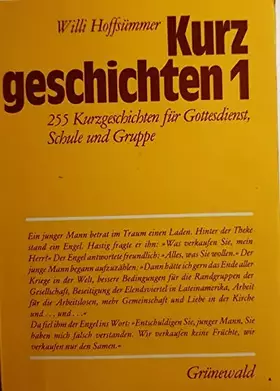 Willi Hoffsümmer
Kurz
geschichten 1
255 Kurzgeschichten für Gottesdienst,
Schule und Gruppe
Ein junger Mann betrat im Traum einen Laden. Hinter der Theke
stand ein Engel. Hastig fragte er ihn: »Was verkaufen Sie, mein
Herr?« Der Engel antwortete freundlich: »Alles, was Sie wollen.« Der
junge Mann begann aufzuzählen: »Dann hätte ich gern das Ende aller
Kriege in der Welt, bessere Bedingungen für die Randgruppen der
Gesellschaft, Beseitigung der Elendsviertel in Lateinamerika, Arbeit
für die Arbeitslosen, mehr Gemeinschaft und Liebe in der Kirche
und . . . und . . .«
Da fiel ihm der Engel ins Wort: »Entschuldigen Sie, junger Mann, Sie
haben mich falsch verstanden. Wir verkaufen keine Früchte, wir
verkaufen nur den Samen.«
Grünewald